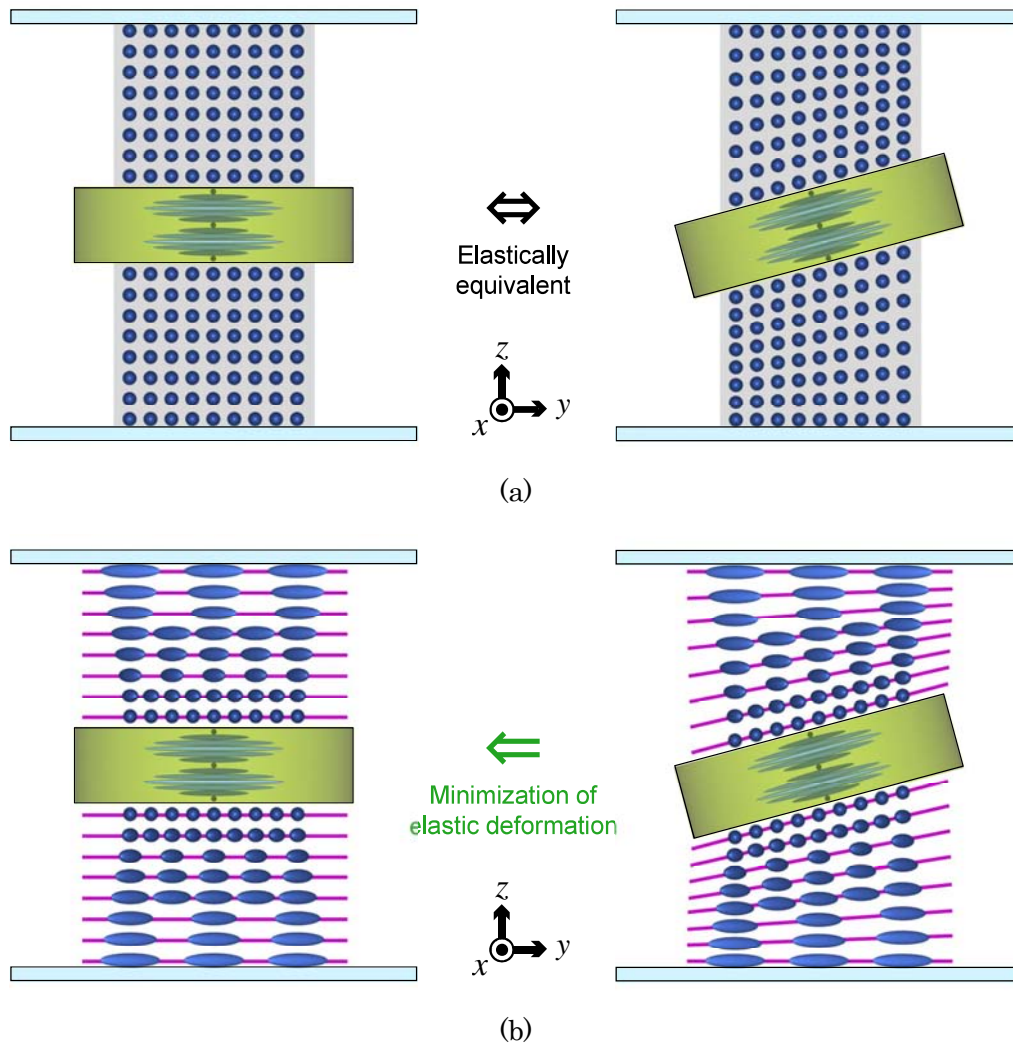 Elastically
equivalent
z
x
y
(a)
Minimization of
elastic deformation
z
x
y
(b)